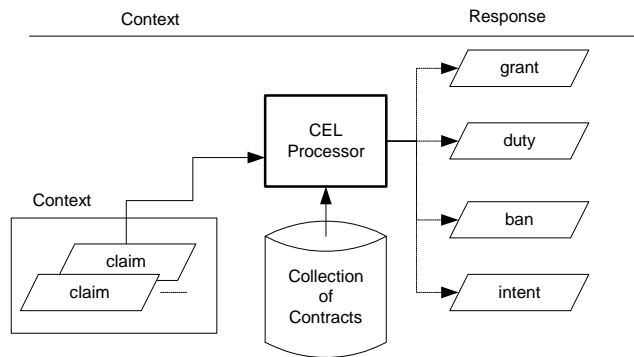 Context
Response
grant
CEL
Processor
duty
Context
ban
claim
claim
Collection
of
Contracts
intent